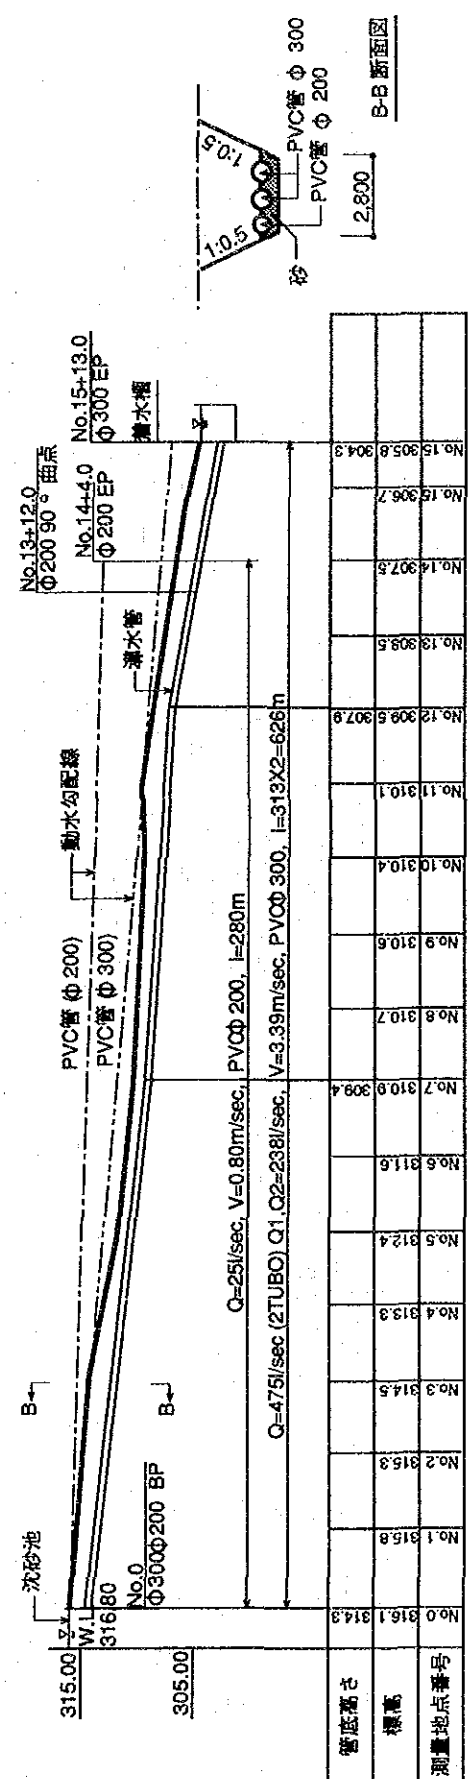 沈砂池
W.L
316.80
No.0
Φ300Φ200 BP
315.00
305.00
B
B
PVC管 (Φ200)
PVC管 (Φ300)
動水勾配線
導水管
No.13+12.0
Φ200 90° 曲点
No.14+4.0
Φ200 EP
No.15+13.0
Φ300 EP
着水槽
Q=25l/sec, V=0.80m/sec, PVCΦ200, l=280m
Q=475l/sec (2TUBO) Q1,Q2=238l/sec, V=3.39m/sec, PVCΦ300, l=313X2=626m
管底高さ 314.3 309.4 307.9 304.3
標高 316.1 315.8 315.3 314.5 313.3 312.4 311.6 310.9 310.7 310.6 310.4 310.1 309.5 308.5 307.5 306.7 305.8
測量地点番号 No.0 No.1 No.2 No.3 No.4 No.5 No.6 No.7 No.8 No.9 No.10 No.11 No.12 No.13 No.14 No.15 No.15
1:0.5
1:0.5
砂
2,800
PVC管 Φ 300
PVC管 Φ 200
B-B 断面図